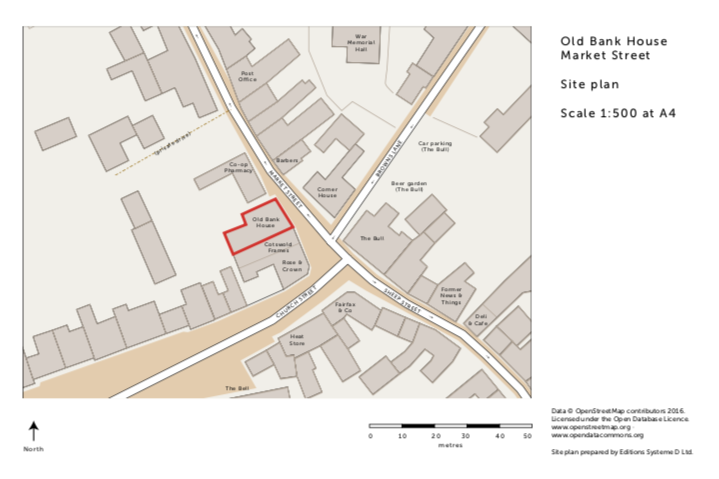 Old Bank House
Market Street
Site plan
Scale 1:500 at A4
War
Memorial
Hall
Post
Office
(private street)
Co-op
Pharmacy
Barbers
MARKET STREET
BROWNS LANE
Car parking
(The Bull)
Beer garden
(The Bull)
Corner
House
Old Bank
House
The Bull
Cotswold
Frames
Rose &
Crown
CHURCH STREET
SHEEP STREET
Former
News &
Things
Fairfax
& Co
Deli
& Cafe
Heat
Store
The Bell
North
0 10 20 30 40 50
metres
Data © OpenStreetMap contributors 2016.
Licensed under the Open Database Licence.
www.openstreetmap.org ·
www.opendatacommons.org
Site plan prepared by Editions Systeme D Ltd.